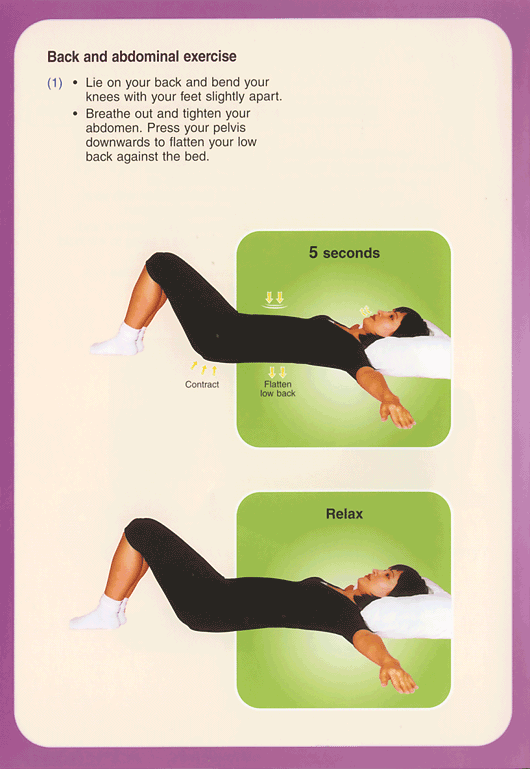 Back and abdominal exercise
(1) • Lie on your back and bend your
knees with your feet slightly apart.
• Breathe out and tighten your
abdomen. Press your pelvis
downwards to flatten your low
back against the bed.
5 seconds
Contract
Flatten
low back
Relax